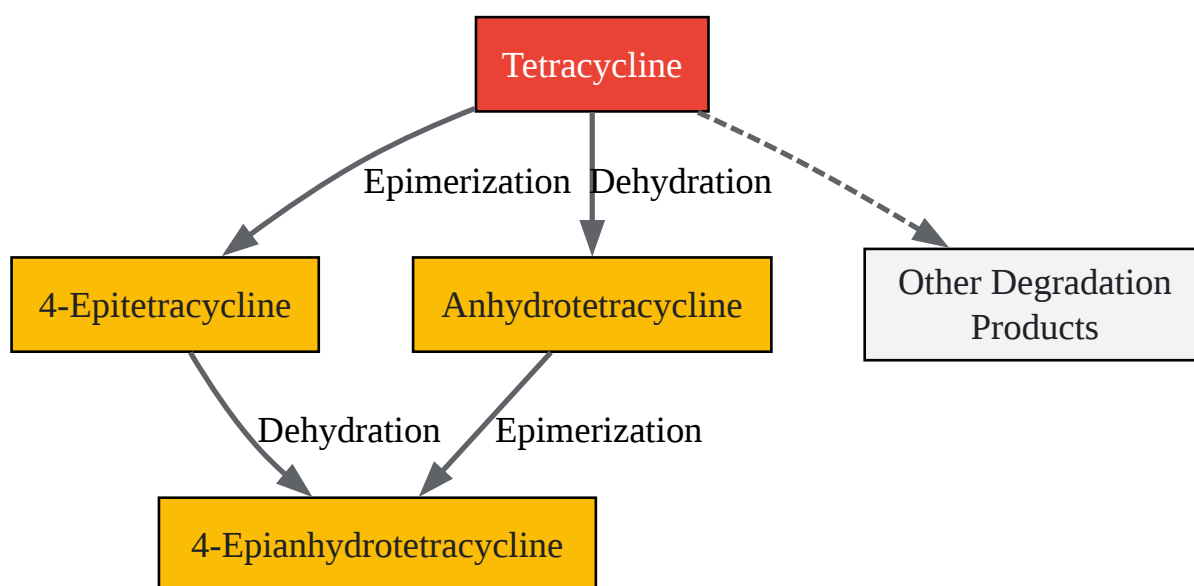 Tetracycline
Epimerization
Dehydration
4-Epitetracycline
Anhydrotetracycline
Other Degradation
Products
Dehydration
Epimerization
4-Epianhydrotetracycline